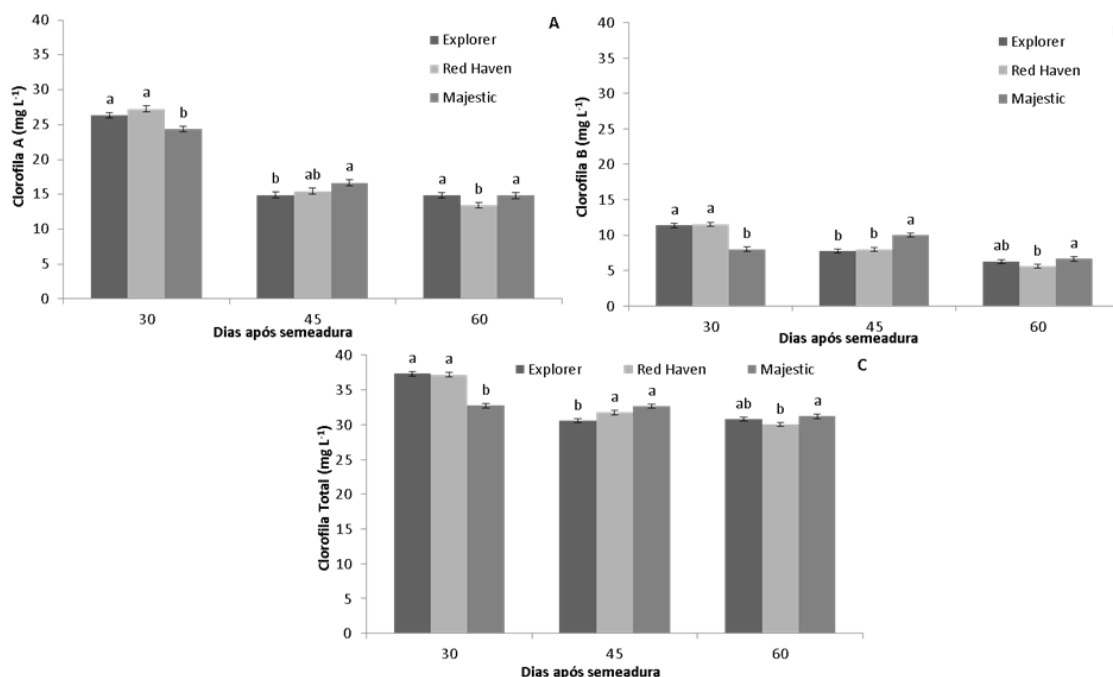 A
Explorer
Red Haven
Majestic
Clorofila A (mg L⁻¹)
40
35
30
25
20
15
10
5
0
a a b
b ab a
a b a
30 45 60
Dias após semeadura
Explorer
Red Haven
Majestic
Clorofila B (mg L⁻¹)
40
35
30
25
20
15
10
5
0
a a b
b b a
ab b a
30 45 60
Dias após semeadura
C
Explorer Red Haven Majestic
Clorofila Total (mg L⁻¹)
40
35
30
25
20
15
10
5
0
a a b
b a a
ab b a
30 45 60
Dias após semeadura